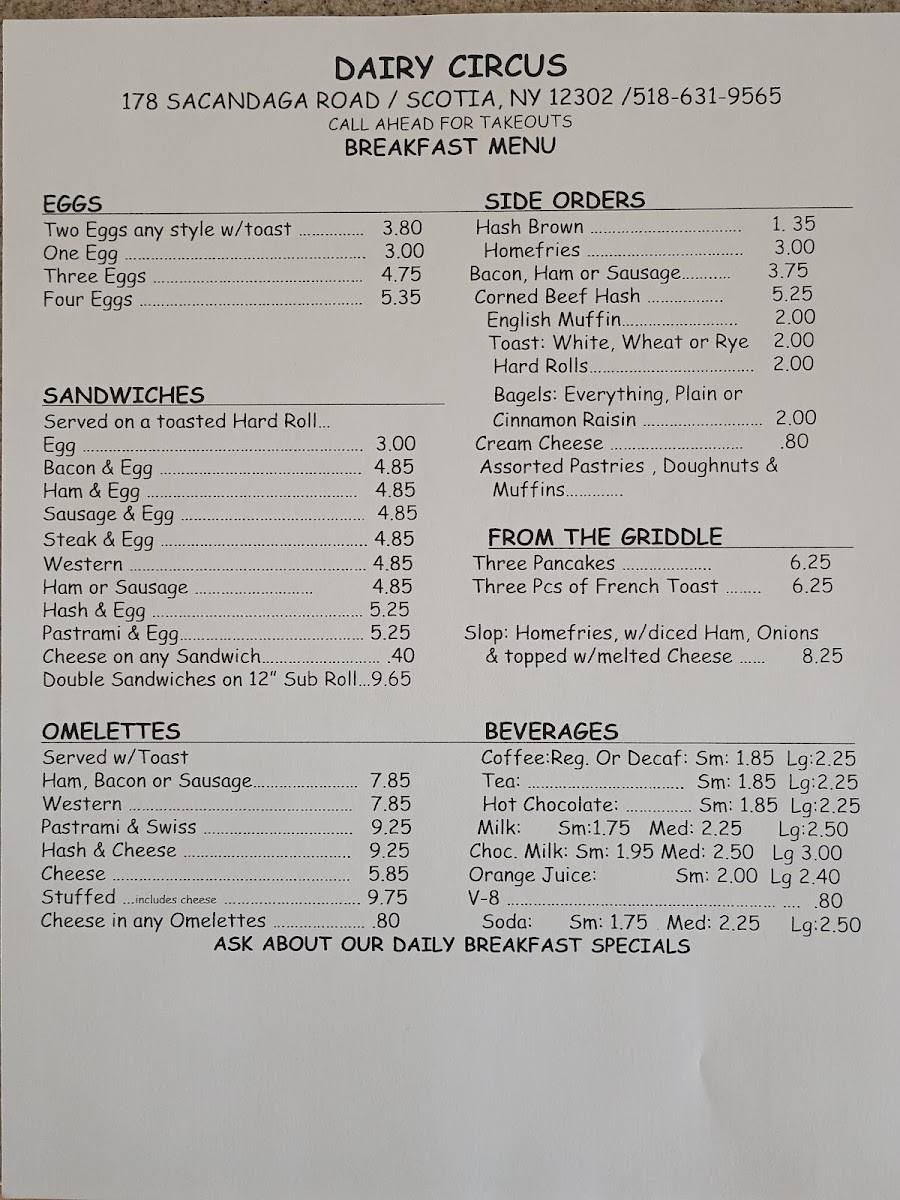 DAIRY CIRCUS
178 SACANDAGA ROAD / SCOTIA, NY 12302 /518-631-9565
CALL AHEAD FOR TAKEOUTS
BREAKFAST MENU
EGGS
Two Eggs any style w/toast ............... 3.80
One Egg ........................................................ 3.00
Three Eggs ................................................. 4.75
Four Eggs .................................................... 5.35
SANDWICHES
Served on a toasted Hard Roll...
Egg ................................................................. 3.00
Bacon & Egg ............................................... 4.85
Ham & Egg ................................................. 4.85
Sausage & Egg ........................................... 4.85
Steak & Egg ................................................ 4.85
Western ....................................................... 4.85
Ham or Sausage ............................ 4.85
Hash & Egg ................................................. 5.25
Pastrami & Egg........................................... 5.25
Cheese on any Sandwich............................ .40
Double Sandwiches on 12" Sub Roll...9.65
OMELETTES
Served w/Toast
Ham, Bacon or Sausage......................... 7.85
Western .................................................... 7.85
Pastrami & Swiss ................................... 9.25
Hash & Cheese ....................................... 9.25
Cheese ........................................................ 5.85
Stuffed ...includes cheese ................................ 9.75
Cheese in any Omelettes ...................... .80
SIDE ORDERS
Hash Brown .................................... 1. 35
Homefries ..................................... 3.00
Bacon, Ham or Sausage............ 3.75
Corned Beef Hash .................. 5.25
English Muffin........................... 2.00
Toast: White, Wheat or Rye 2.00
Hard Rolls....................................... 2.00
Bagels: Everything, Plain or
Cinnamon Raisin ............................ 2.00
Cream Cheese ............................... .80
Assorted Pastries , Doughnuts &
Muffins.............
FROM THE GRIDDLE
Three Pancakes ..................... 6.25
Three Pcs of French Toast ........ 6.25
Slop: Homefries, w/diced Ham, Onions
& topped w/melted Cheese ...... 8.25
BEVERAGES
Coffee:Reg. Or Decaf: Sm: 1.85 Lg:2.25
Tea: ..................................... Sm: 1.85 Lg:2.25
Hot Chocolate: ................ Sm: 1.85 Lg:2.25
Milk: Sm:1.75 Med: 2.25 Lg:2.50
Choc. Milk: Sm: 1.95 Med: 2.50 Lg 3.00
Orange Juice: Sm: 2.00 Lg 2.40
V-8 ................................................................ .... .80
Soda: Sm: 1.75 Med: 2.25 Lg:2.50
ASK ABOUT OUR DAILY BREAKFAST SPECIALS